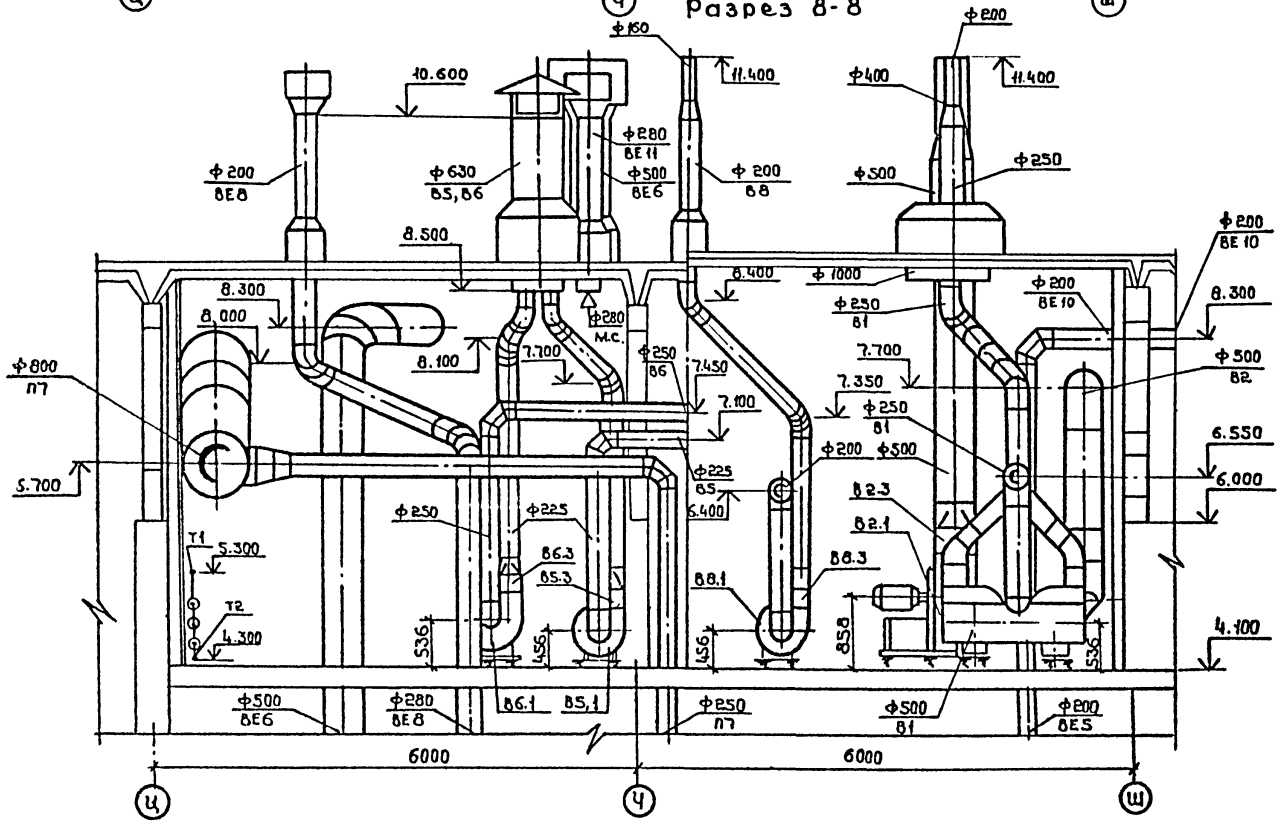 Ц
Ч
Ш
Разрез 8-8
ф160
ф200
10.600
11.400
ф400
11.400
ф280
ВЕ11
ф200
ВЕ8
ф630
В5, В6
ф500
ВЕ6
ф200
В8
ф500
ф250
ф200
ВЕ10
8.500
8.400
ф1000
ф200
ВЕ10
8.300
8.000
ф280
М.С.
ф250
В1
8.300
8.100
7.700
ф250
В6
7.450
7.700
ф500
В2
ф800
П7
7.100
7.350
ф250
В1
6.550
5.700
ф225
В5
ф200
ф500
6.000
6.400
В2.3
ф250
ф225
В2.1
Т1
5.300
В6.3
В5.3
В8.1
В8.3
Т2
4.300
536
456
456
858
536
4.100
ф500
ВЕ6
ф280
ВЕ8
В6.1
В5.1
ф250
П7
ф500
В1
ф200
ВЕ5
6000
6000
Ц
Ч
Ш